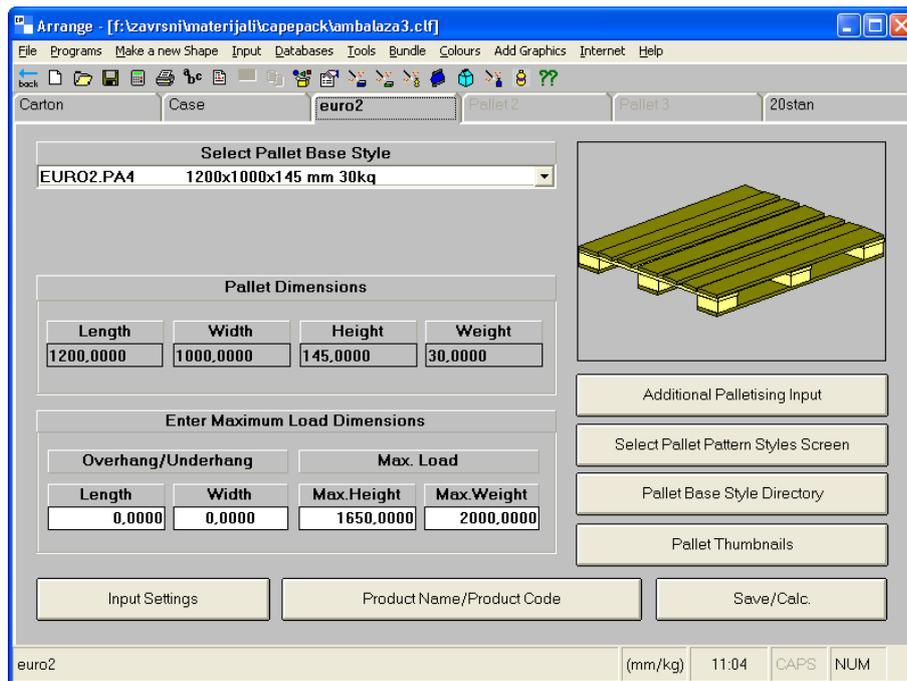 Arrange - [f:\zavrsni\materijali\capepack\ambalaza3.clf]
File Programs Make a new Shape Input Databases Tools Bundle Colours Add Graphics Internet Help
back abc ??
Carton Case euro2 Pallet 2 Pallet 3 20stan
Select Pallet Base Style
EURO2.PA4 1200x1000x145 mm 30kg
Pallet Dimensions
Length Width Height Weight
1200,0000 1000,0000 145,0000 30,0000
Enter Maximum Load Dimensions
Overhang/Underhang Max. Load
Length Width Max.Height Max.Weight
0,0000 0,0000 1650,0000 2000,0000
Additional Palletising Input
Select Pallet Pattern Styles Screen
Pallet Base Style Directory
Pallet Thumbnails
Input Settings Product Name/Product Code Save/Calc.
euro2 (mm/kg) 11:04 CAPS NUM